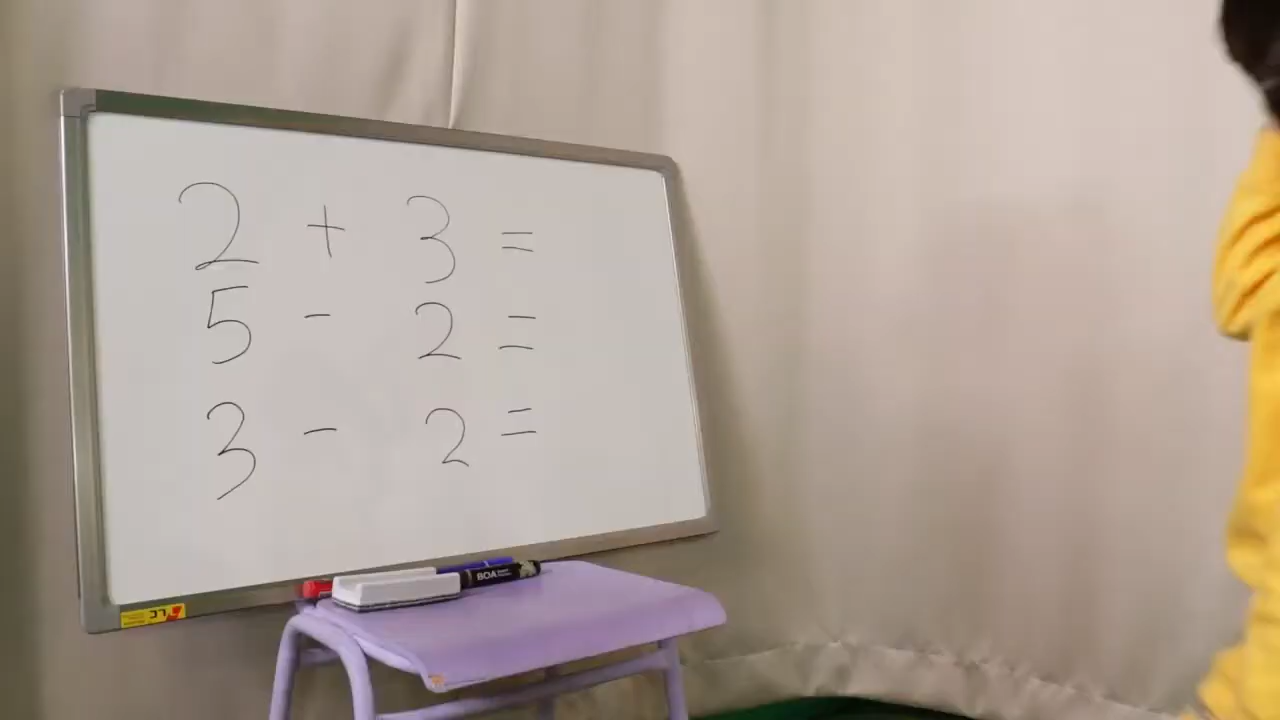 2 + 3 =
5 - 2 =
3 - 2 =
BOA